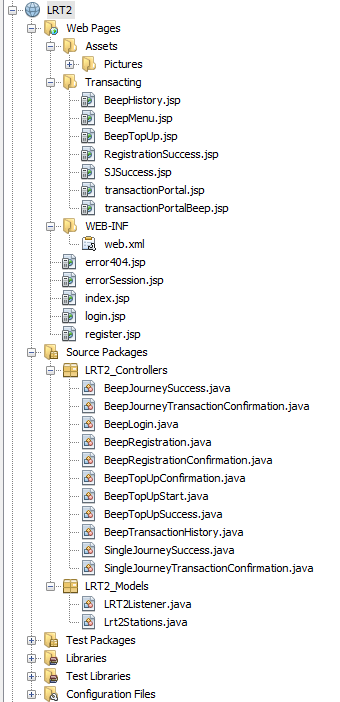 LRT2
Web Pages
Assets
Pictures
Transacting
BeepHistory.jsp
BeepMenu.jsp
BeepTopUp.jsp
RegistrationSuccess.jsp
SJSuccess.jsp
transactionPortal.jsp
transactionPortalBeep.jsp
WEB-INF
web.xml
error404.jsp
errorSession.jsp
index.jsp
login.jsp
register.jsp
Source Packages
LRT2_Controllers
BeepJourneySuccess.java
BeepJourneyTransactionConfirmation.java
BeepLogin.java
BeepRegistration.java
BeepRegistrationConfirmation.java
BeepTopUpConfirmation.java
BeepTopUpStart.java
BeepTopUpSuccess.java
BeepTransactionHistory.java
SingleJourneySuccess.java
SingleJourneyTransactionConfirmation.java
LRT2_Models
LRT2Listener.java
Lrt2Stations.java
Test Packages
Libraries
Test Libraries
Configuration Files